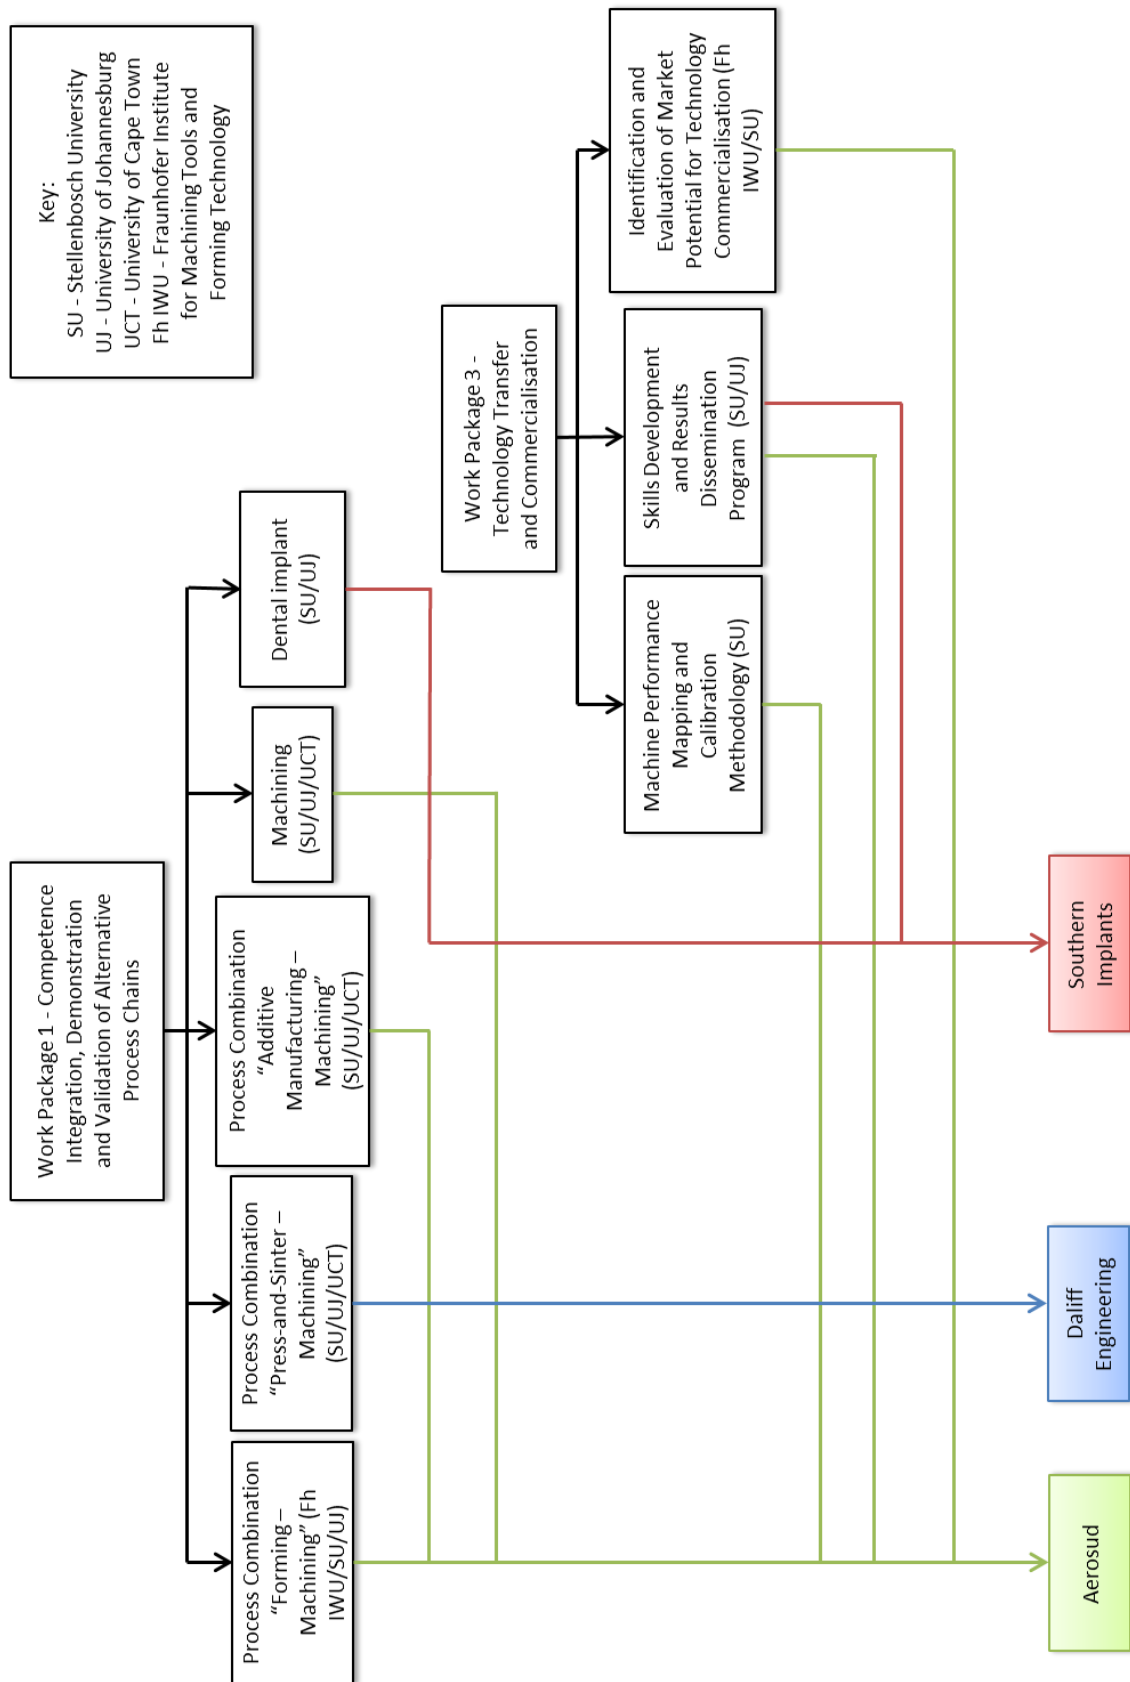 Key:
SU - Stellenbosch University
UJ - University of Johannesburg
UCT - University of Cape Town
Fh IWU - Fraunhofer Institute
for Machining Tools and
Forming Technology
Work Package 1 - Competence
Integration, Demonstration
and Validation of Alternative
Process Chains
Process Combination
“Forming –
Machining” (Fh
IWU/SU/UJ)
Process Combination
“Press-and-Sinter –
Machining”
(SU/UJ/UCT)
Process Combination
“Additive
Manufacturing –
Machining”
(SU/UJ/UCT)
Machining
(SU/UJ/UCT)
Dental implant
(SU/UJ)
Work Package 3 -
Technology Transfer
and Commercialisation
Machine Performance
Mapping and
Calibration
Methodology (SU)
Skills Development
and Results
Dissemination
Program (SU/UJ)
Identification and
Evaluation of Market
Potential for Technology
Commercialisation (Fh
IWU/SU)
Aerosud
Daliff
Engineering
Southern
Implants